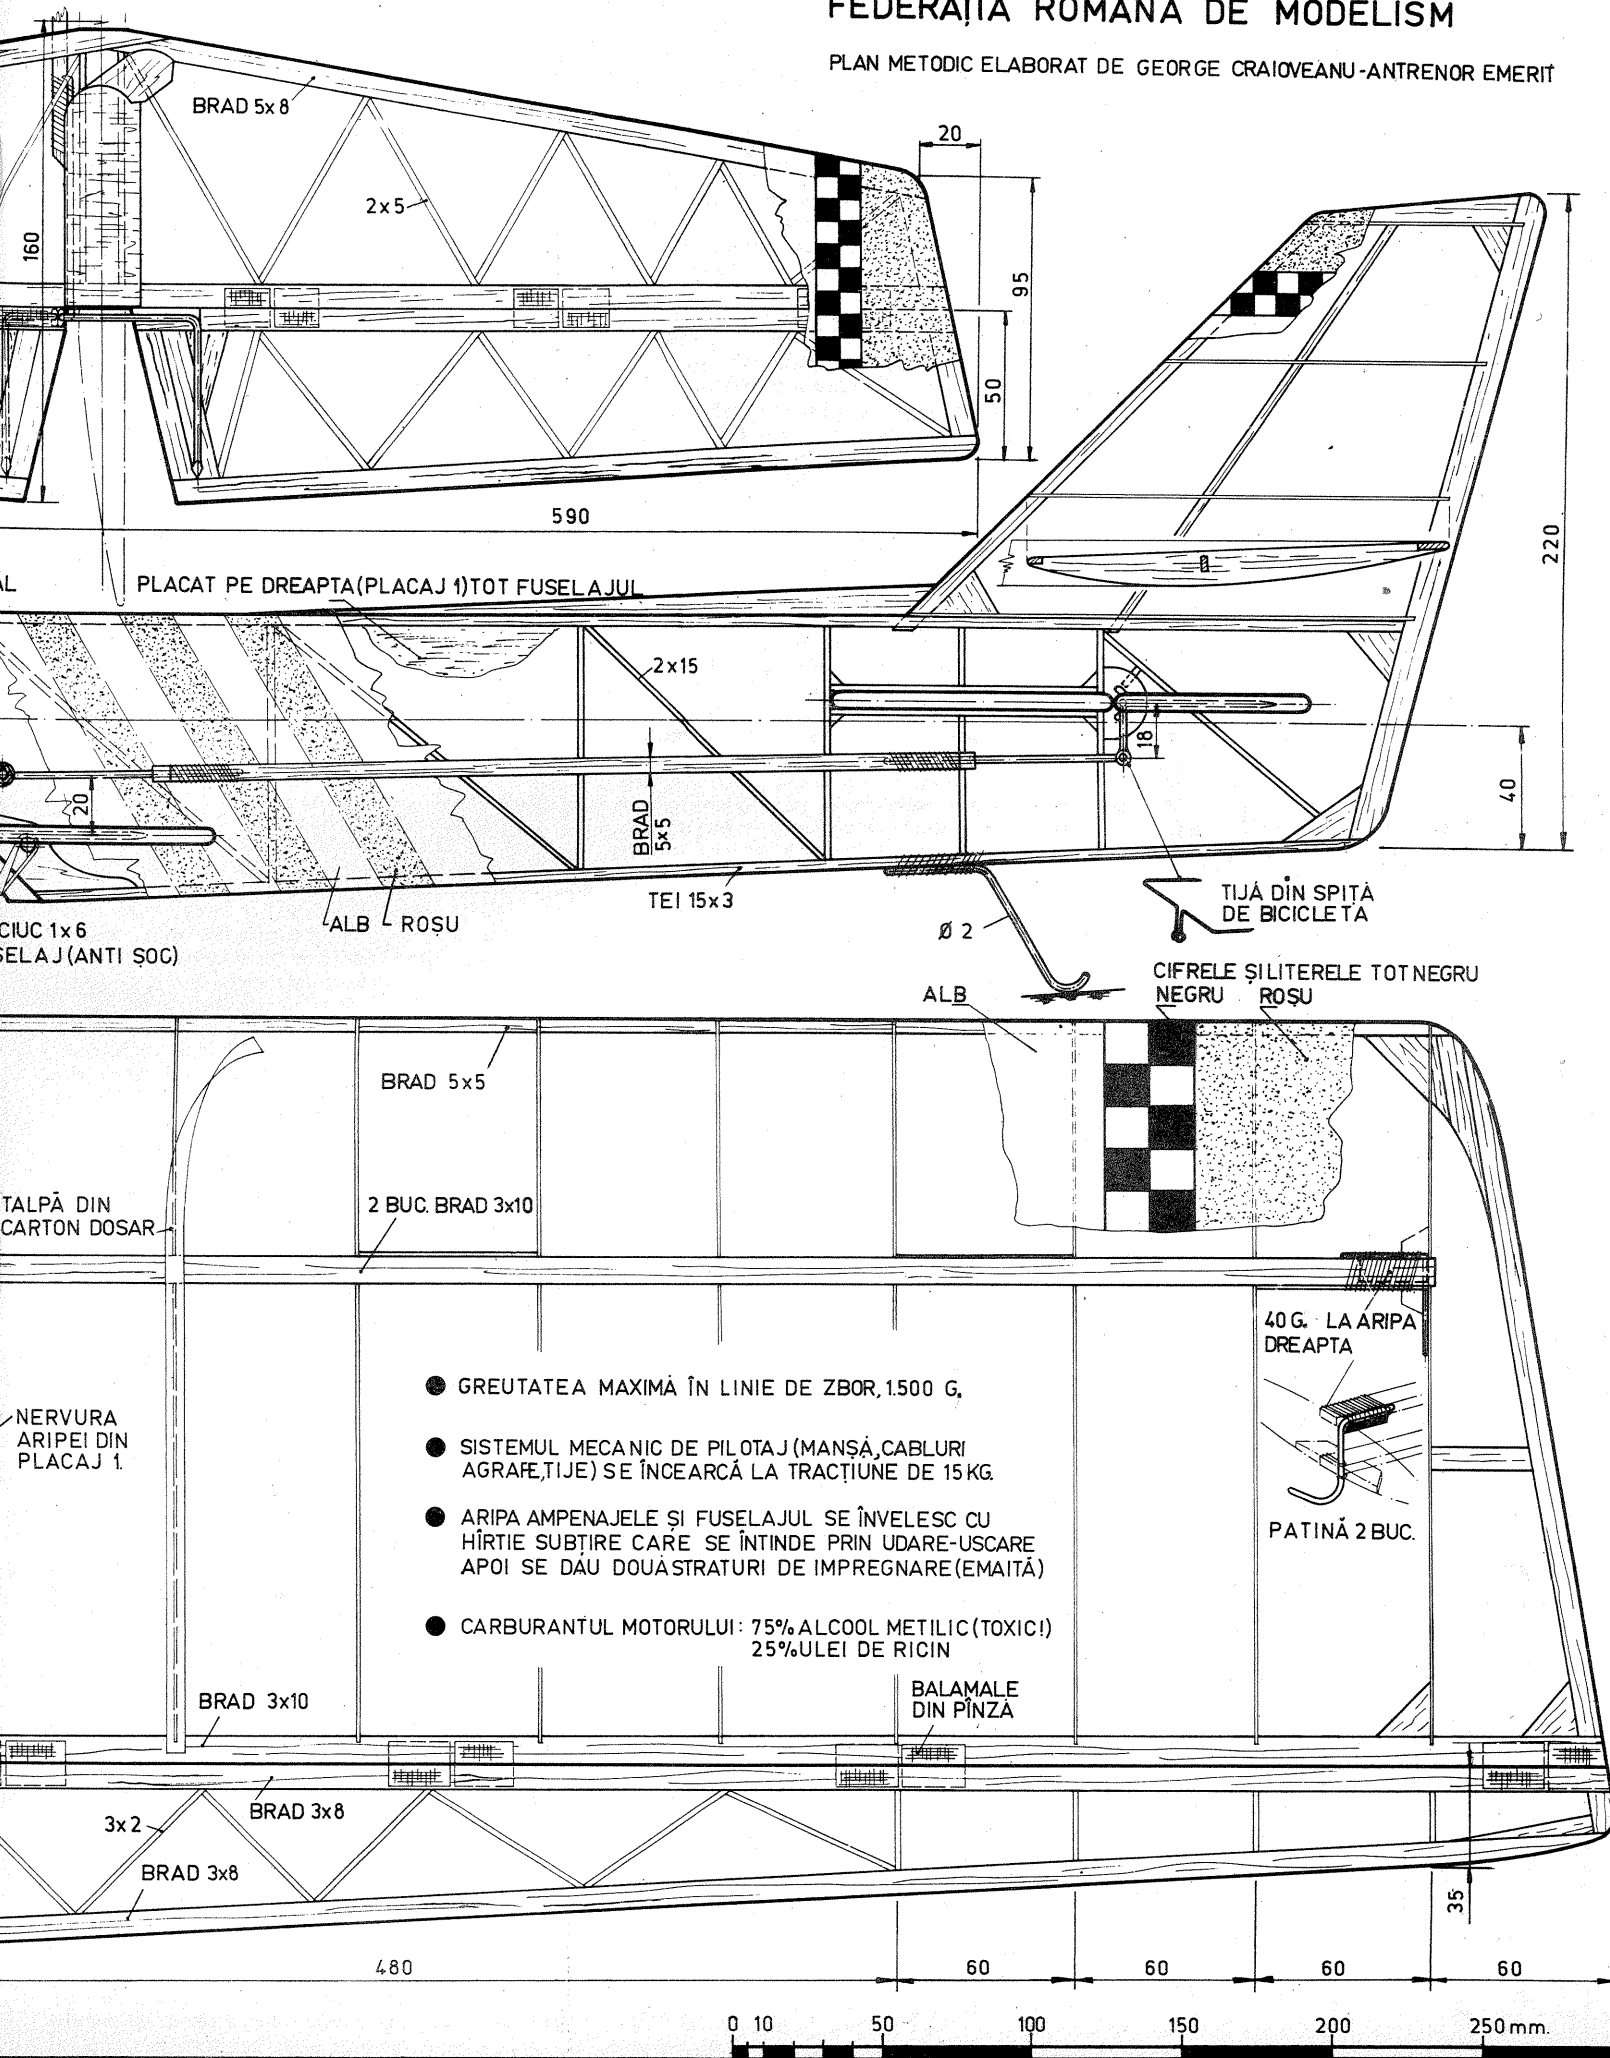 FEDERAȚIA ROMÂNĂ DE MODELISM
PLAN METODIC ELABORAT DE GEORGE CRAIOVEANU-ANTRENOR EMERIT
BRAD 5x8
20
2x5
160
95
50
590
220
AL
PLACAT PE DREAPTA (PLACAJ 1) TOT FUSELAJUL
2x15
18
20
BRAD
5x5
40
TEI 15x3
TIJĂ DIN SPIȚĂ
DE BICICLETĂ
CIUC 1x6
SELAJ (ANTI ȘOC)
ALB
ROȘU
Ø 2
CIFRELE ȘI LITERELE TOT NEGRU
ALB
NEGRU
ROȘU
BRAD 5x5
TALPĂ DIN
CARTON DOSAR
2 BUC. BRAD 3x10
40 G. LA ARIPA
DREAPTA
GREUTATEA MAXIMĂ ÎN LINIE DE ZBOR, 1.500 G.
NERVURA
ARIPEI DIN
PLACAJ 1.
SISTEMUL MECANIC DE PILOTAJ (MANȘĂ, CABLURI
AGRAFE, TIJE) SE ÎNCEARCĂ LA TRACȚIUNE DE 15 KG.
ARIPA AMPENAJELE ȘI FUSELAJUL SE ÎNVELESC CU
HÎRTIE SUBȚIRE CARE SE ÎNTINDE PRIN UDARE-USCARE
APOI SE DAU DOUĂ STRATURI DE IMPREGNARE (EMAITĂ)
PATINĂ 2 BUC.
CARBURANTUL MOTORULUI: 75% ALCOOL METILIC (TOXIC!)
25% ULEI DE RICIN
BRAD 3x10
BALAMALE
DIN PÎNZĂ
BRAD 3x8
3x2
BRAD 3x8
35
480
60
60
60
60
0 10 50 100 150 200 250 mm.